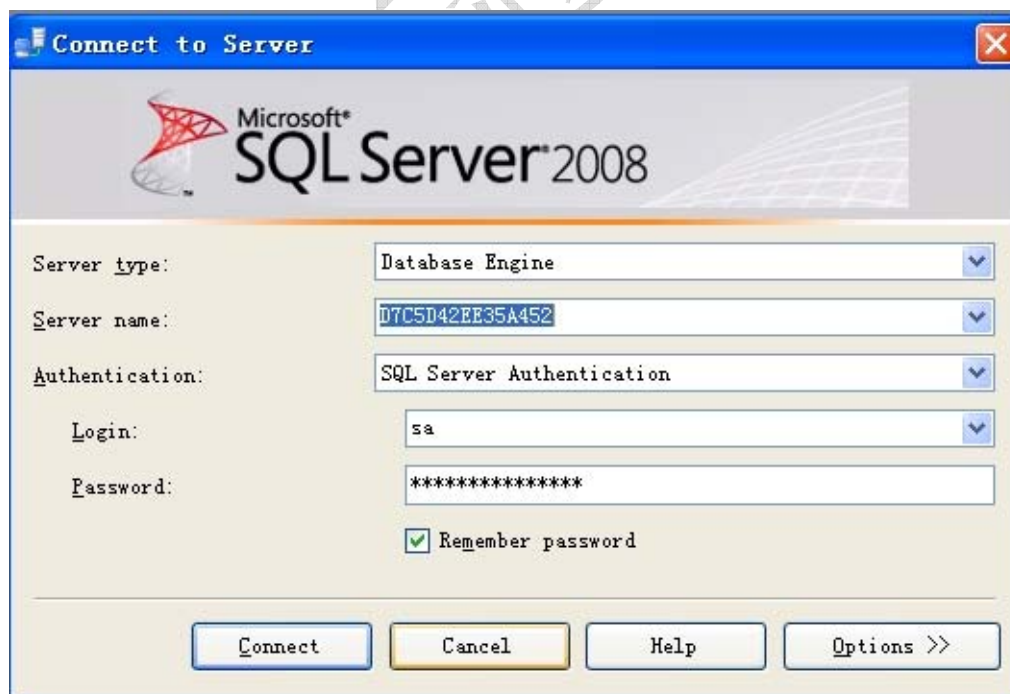 Connect to Server
Microsoft®
SQL Server® 2008
™
Server type:
Database Engine
Server name:
D7C5D42EE35A452
Authentication:
SQL Server Authentication
Login:
sa
Password:
***************
Remember password
Connect
Cancel
Help
Options >>